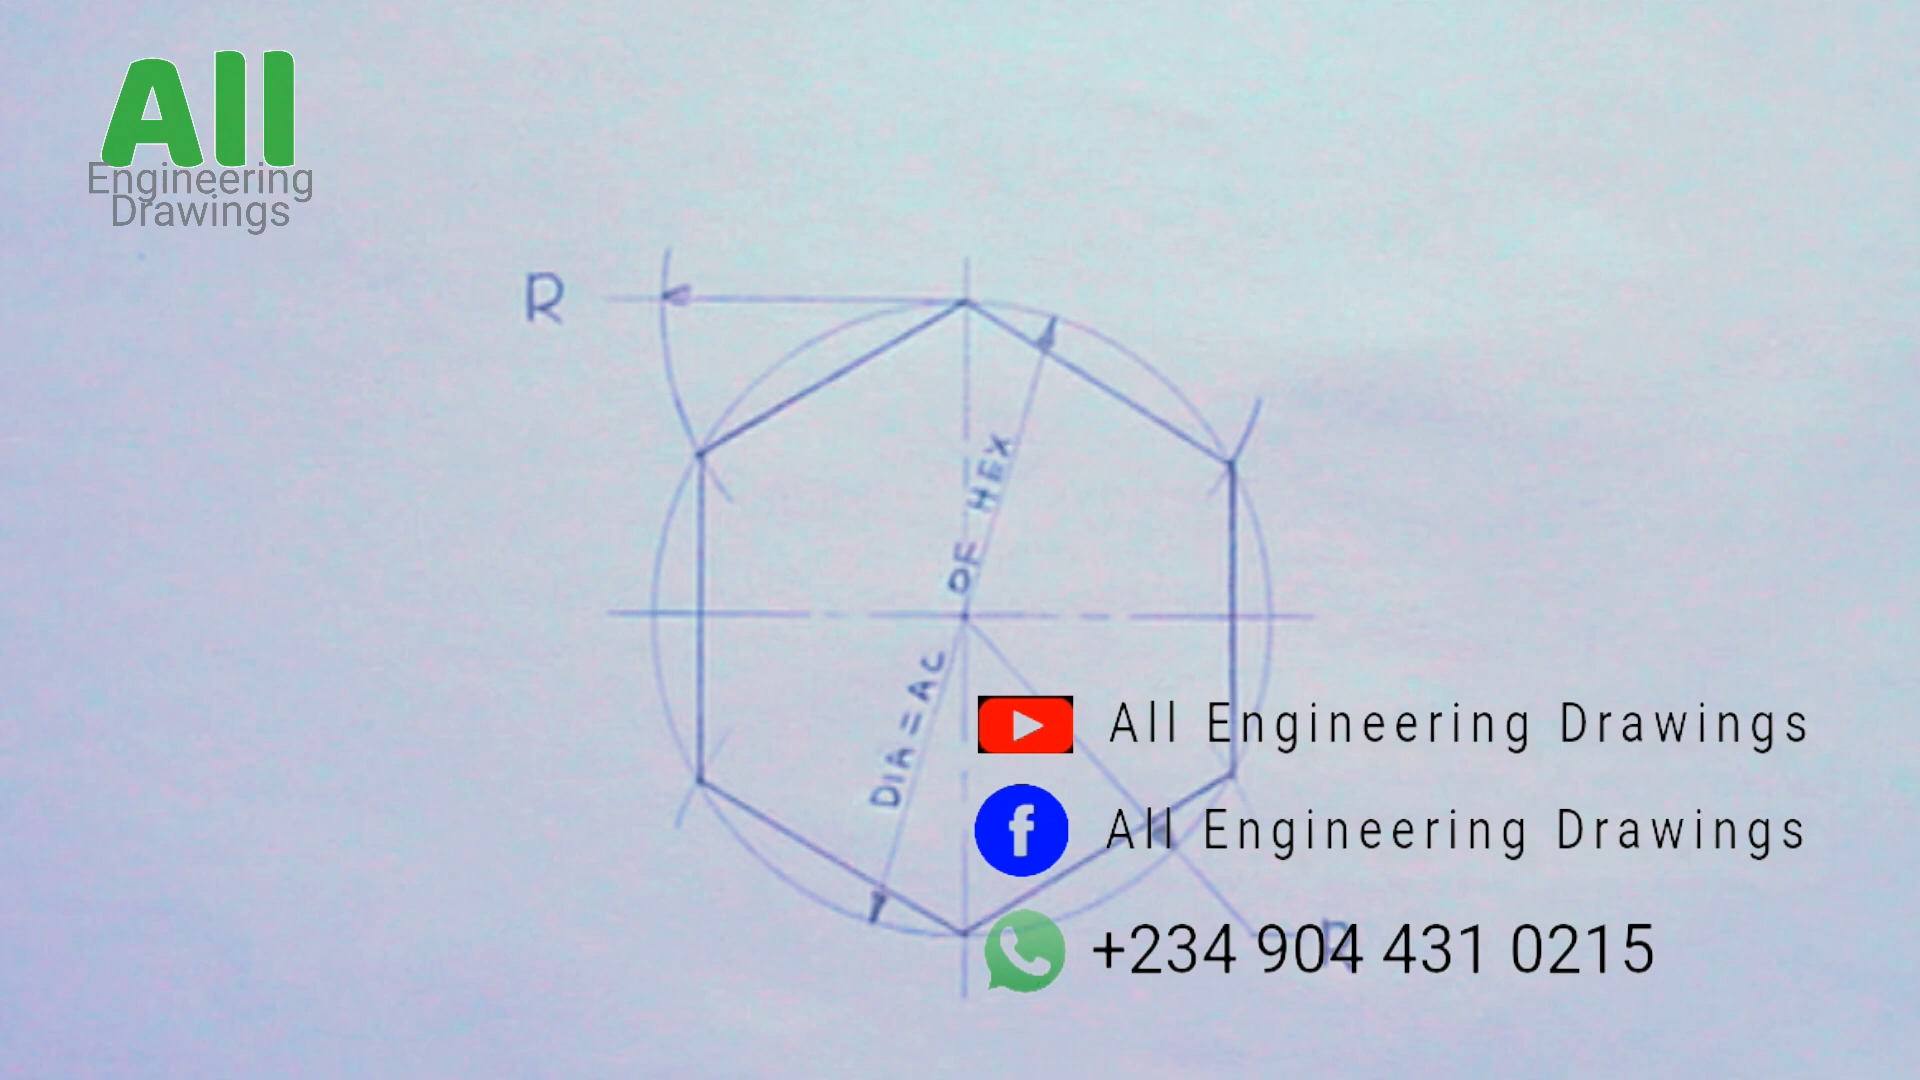 All
Engineering
Drawings
R
DIA = AC OF HEX
All Engineering Drawings
All Engineering Drawings
+234 904 431 0215
R